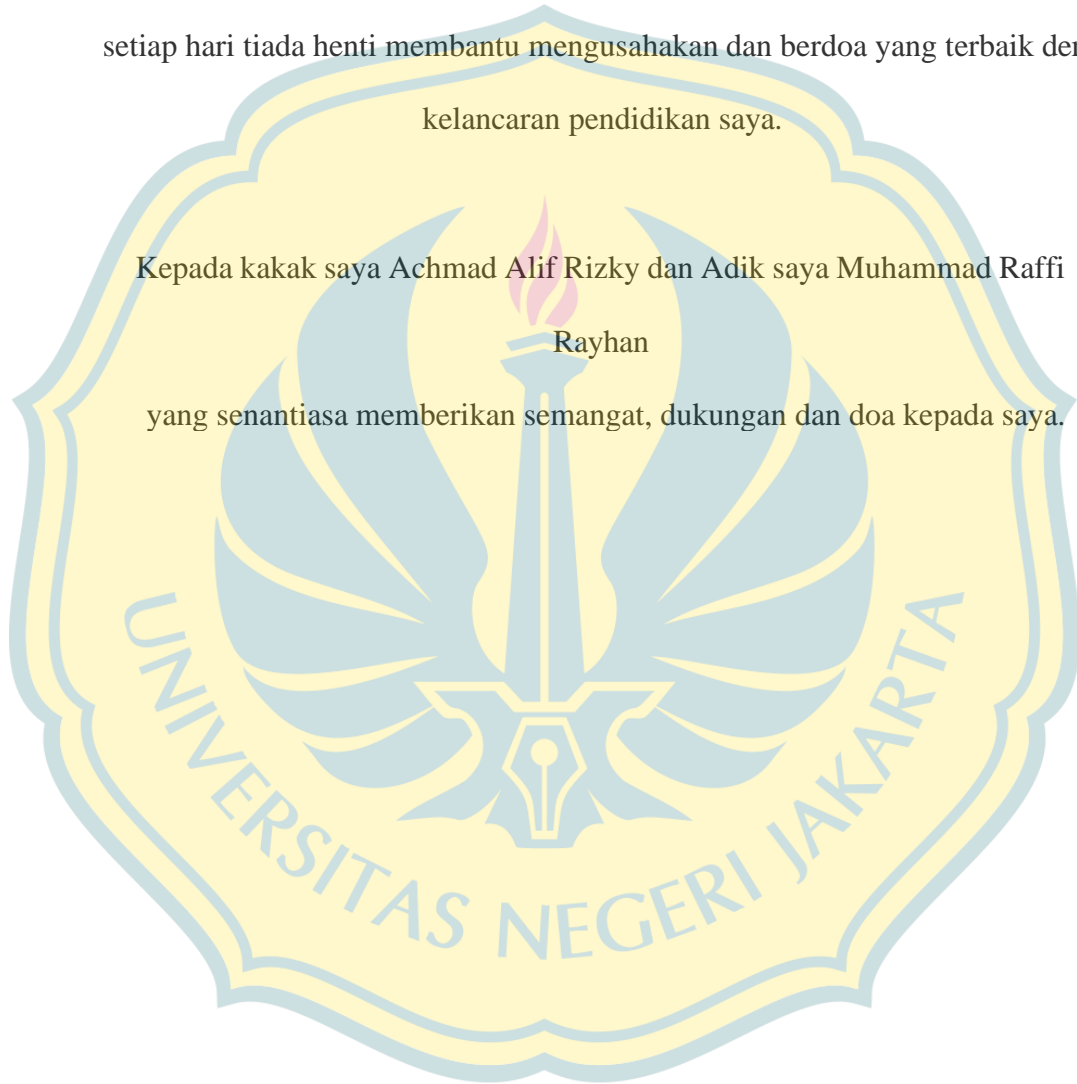 setiap hari tiada henti membantu mengusahakan dan berdoa yang terbaik
kelancaran pendidikan saya.
Kepada kakak saya Achmad Alif Rizky dan Adik saya Muhammad Raffi
Rayhan
yang senantiasa memberikan semangat, dukungan dan doa kepada saya.
UNIVERSITAS NEGERI JAKARTA